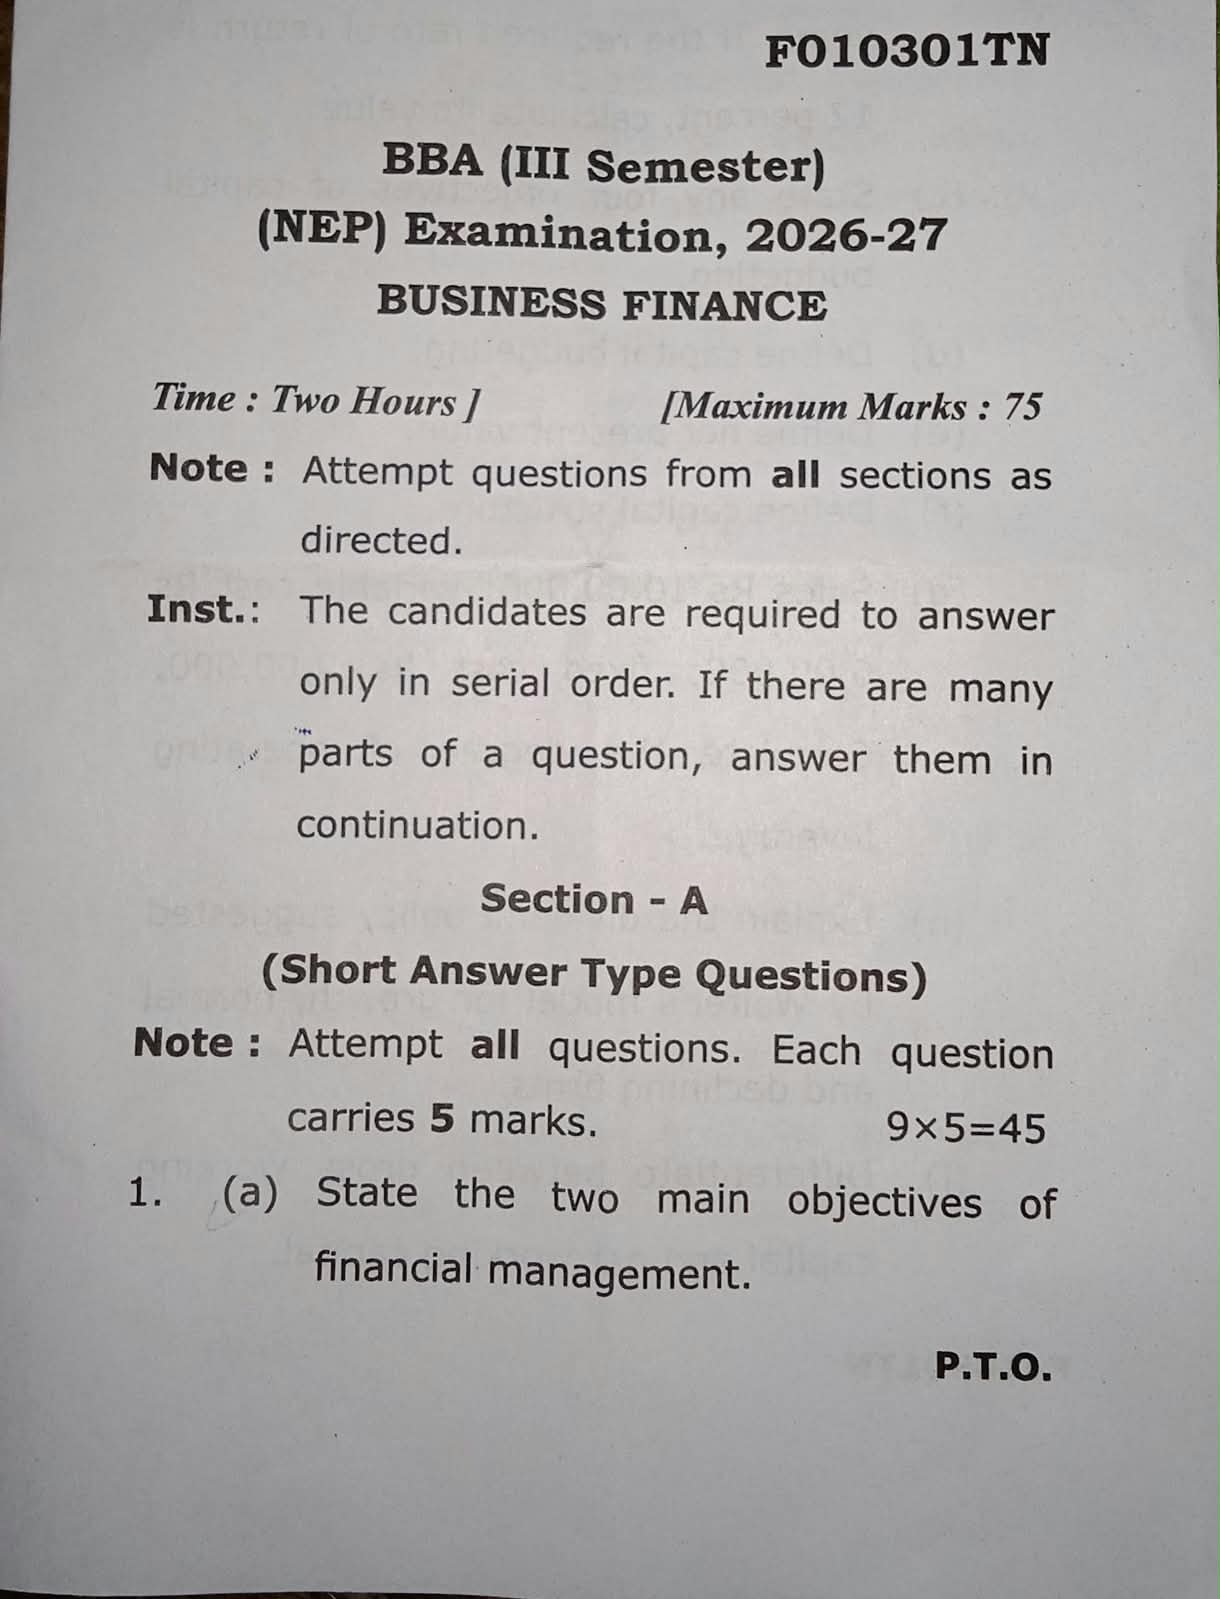 F010301TN
BBA (III Semester)
(NEP) Examination, 2026-27
BUSINESS FINANCE
Time : Two Hours ] [Maximum Marks : 75
Note : Attempt questions from all sections as
directed.
Inst.: The candidates are required to answer
only in serial order. If there are many
parts of a question, answer them in
continuation.
Section - A
(Short Answer Type Questions)
Note : Attempt all questions. Each question
carries 5 marks. 9×5=45
1. (a) State the two main objectives of
financial management.
P.T.O.